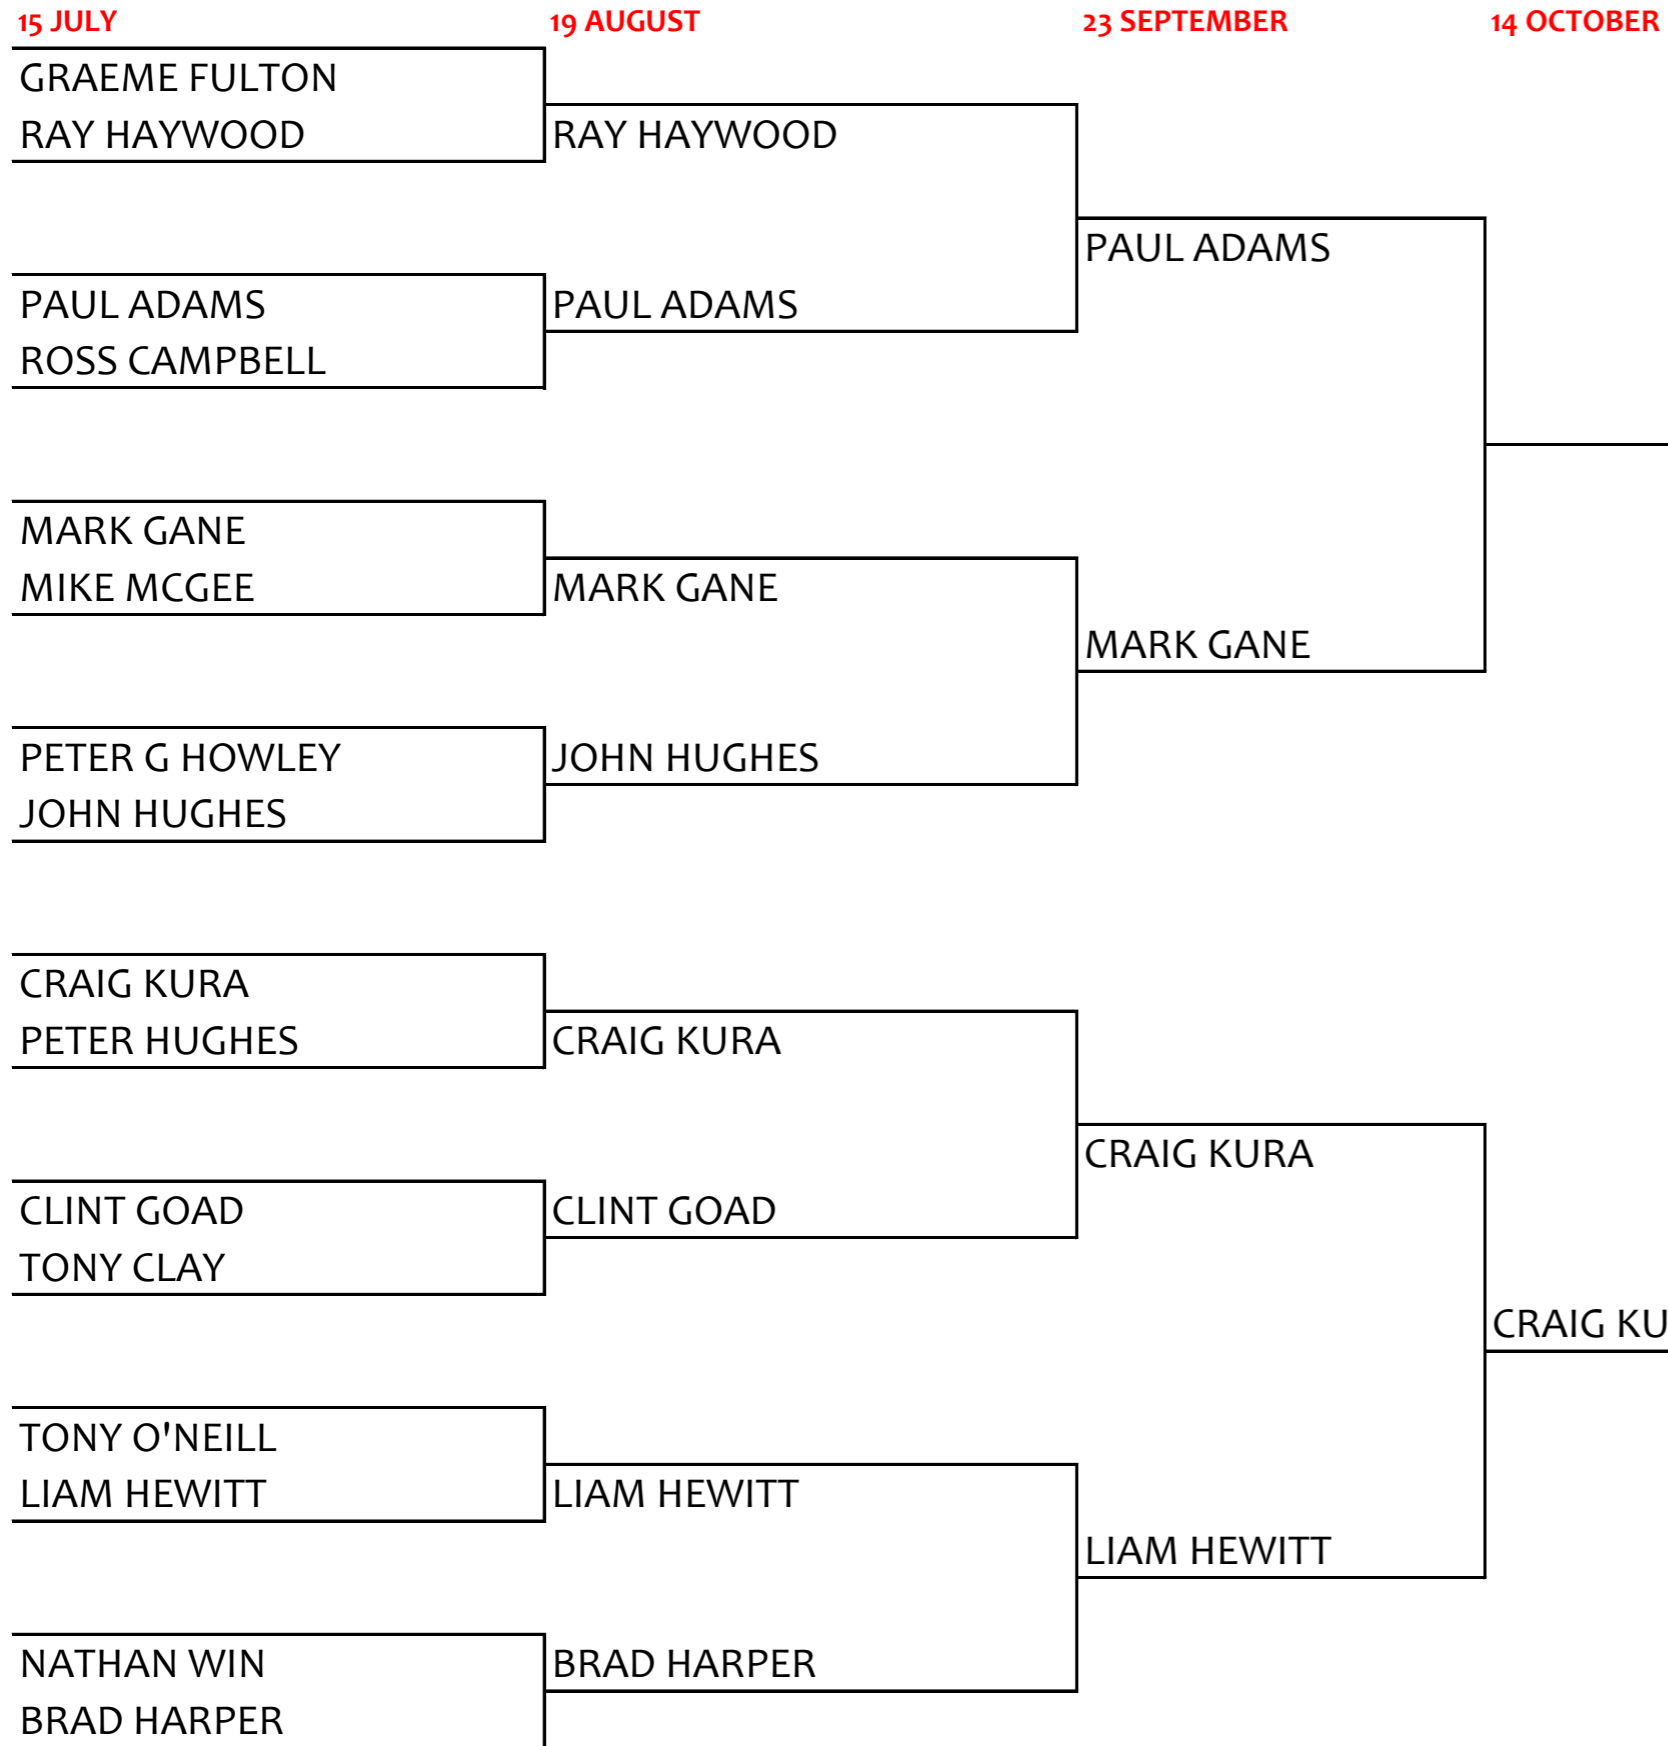 15 JULY
19 AUGUST
23 SEPTEMBER
14 OCTOBER
GRAEME FULTON
RAY HAYWOOD
RAY HAYWOOD
PAUL ADAMS
PAUL ADAMS
PAUL ADAMS
ROSS CAMPBELL
MARK GANE
MIKE MCGEE
MARK GANE
MARK GANE
PETER G HOWLEY
JOHN HUGHES
JOHN HUGHES
CRAIG KURA
PETER HUGHES
CRAIG KURA
CRAIG KURA
CLINT GOAD
CLINT GOAD
TONY CLAY
CRAIG KU
TONY O'NEILL
LIAM HEWITT
LIAM HEWITT
LIAM HEWITT
NATHAN WIN
BRAD HARPER
BRAD HARPER